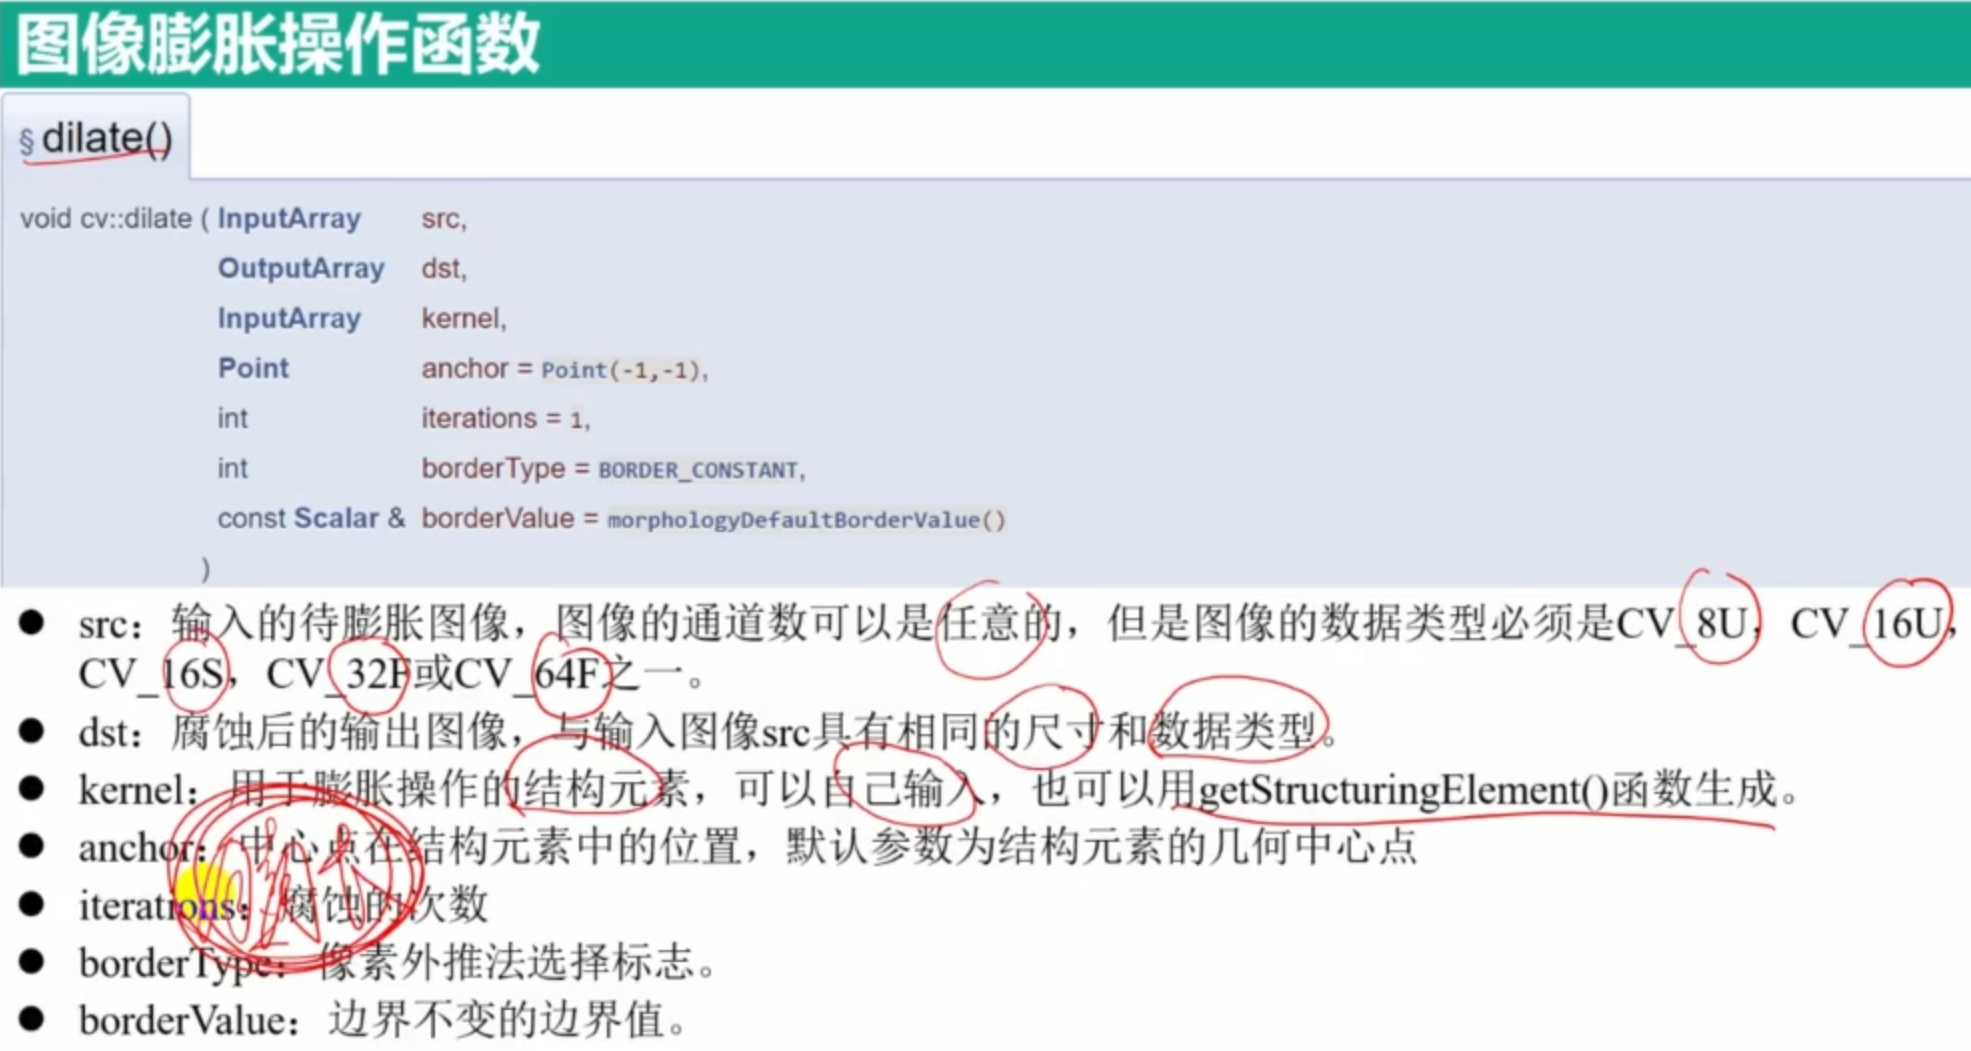 图像膨胀操作函数
§ dilate()
void cv::dilate ( InputArray src,
OutputArray dst,
InputArray kernel,
Point anchor = Point(-1,-1),
int iterations = 1,
int borderType = BORDER_CONSTANT,
const Scalar & borderValue = morphologyDefaultBorderValue()
)
● src：输入的待膨胀图像，图像的通道数可以是任意的，但是图像的数据类型必须是CV_8U，CV_16U，
CV_16S，CV_32F或CV_64F之一。
● dst：腐蚀后的输出图像，与输入图像src具有相同的尺寸和数据类型。
● kernel：用于膨胀操作的结构元素，可以自己输入，也可以用getStructuringElement()函数生成。
● anchor：中心点在结构元素中的位置，默认参数为结构元素的几何中心点
● iterations：腐蚀的次数
● borderType：像素外推法选择标志。
● borderValue：边界不变的边界值。